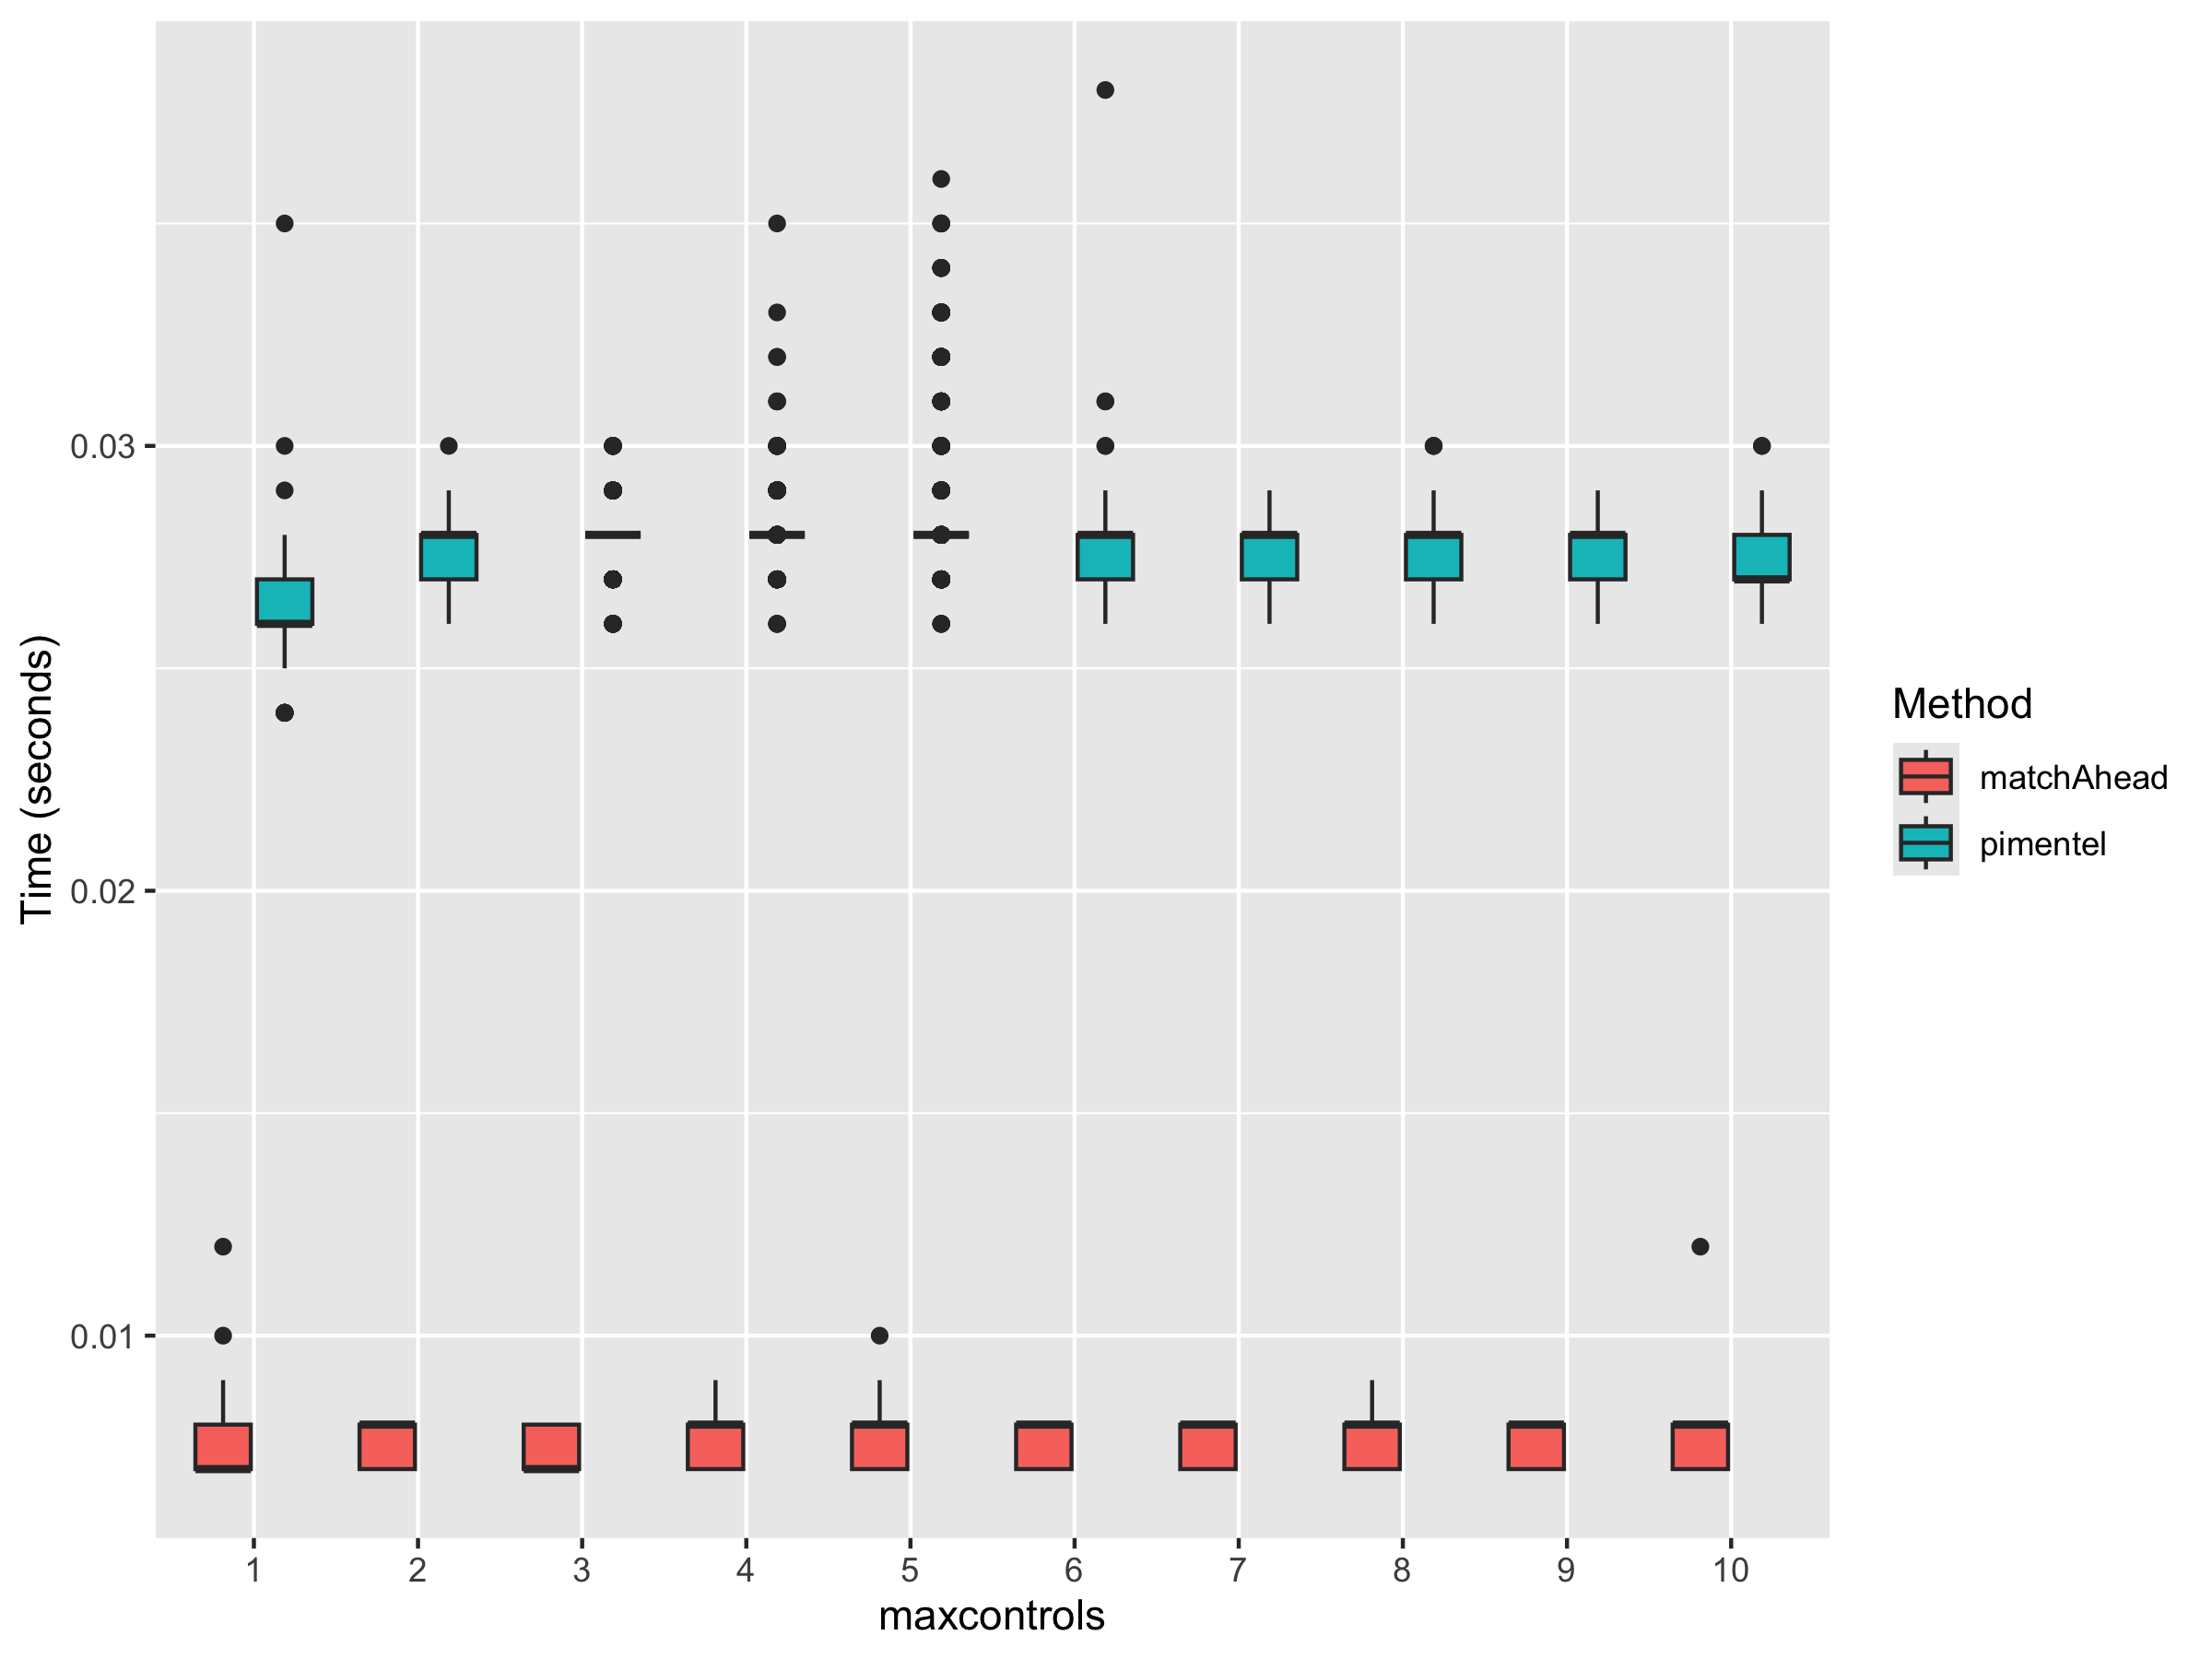 Time (seconds)
0.03
0.02
0.01
1 2 3 4 5 6 7 8 9 10
maxcontrols
Method
matchAhead
pimentel